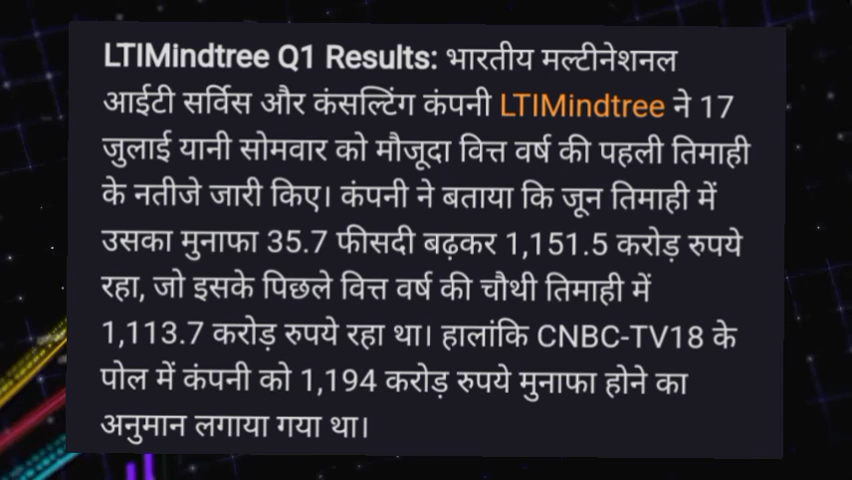 LTIMindtree Q1 Results: भारतीय मल्टीनेशनल
आईटी सर्विस और कंसल्टिंग कंपनी LTIMindtree ने 17
जुलाई यानी सोमवार को मौजूदा वित्त वर्ष की पहली तिमाही
के नतीजे जारी किए। कंपनी ने बताया कि जून तिमाही में
उसका मुनाफा 35.7 फीसदी बढ़कर 1,151.5 करोड़ रुपये
रहा, जो इसके पिछले वित्त वर्ष की चौथी तिमाही में
1,113.7 करोड़ रुपये रहा था। हालांकि CNBC-TV18 के
पोल में कंपनी को 1,194 करोड़ रुपये मुनाफा होने का
अनुमान लगाया गया था।